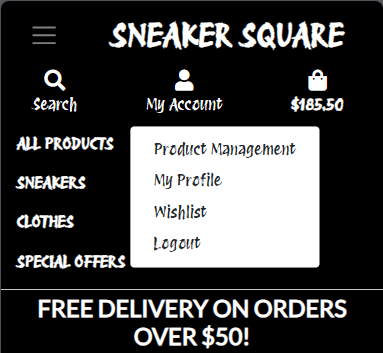 SNEAKER SQUARE
Search
My Account
$185.50
ALL PRODUCTS
SNEAKERS
CLOTHES
SPECIAL OFFERS
Product Management
My Profile
Wishlist
Logout
FREE DELIVERY ON ORDERS
OVER $50!